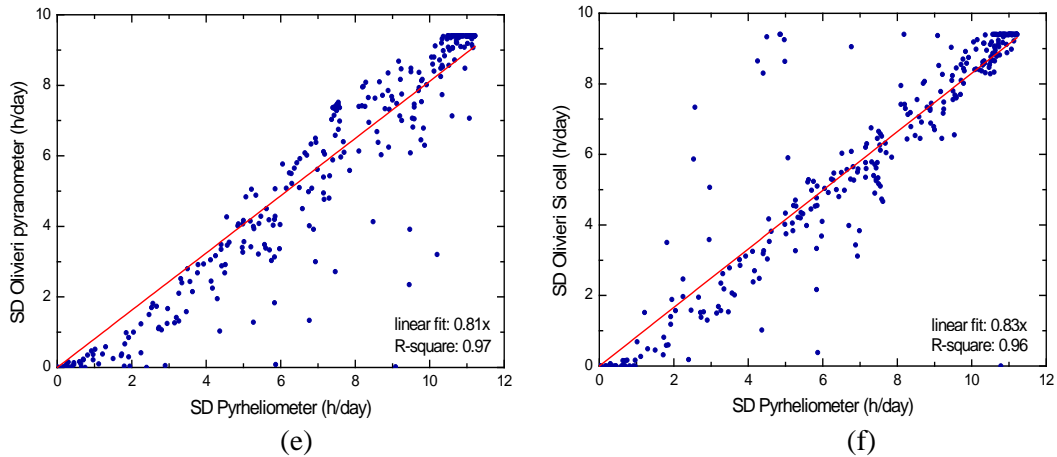 10
8
6
4
2
0
SD Olivieri pyranometer (h/day)
linear fit: 0.81x
R-square: 0.97
0 2 4 6 8 10 12
SD Pyrheliometer (h/day)
(e)
10
8
6
4
2
0
SD Olivieri Si cell (h/day)
linear fit: 0.83x
R-square: 0.96
0 2 4 6 8 10 12
SD Pyrheliometer (h/day)
(f)